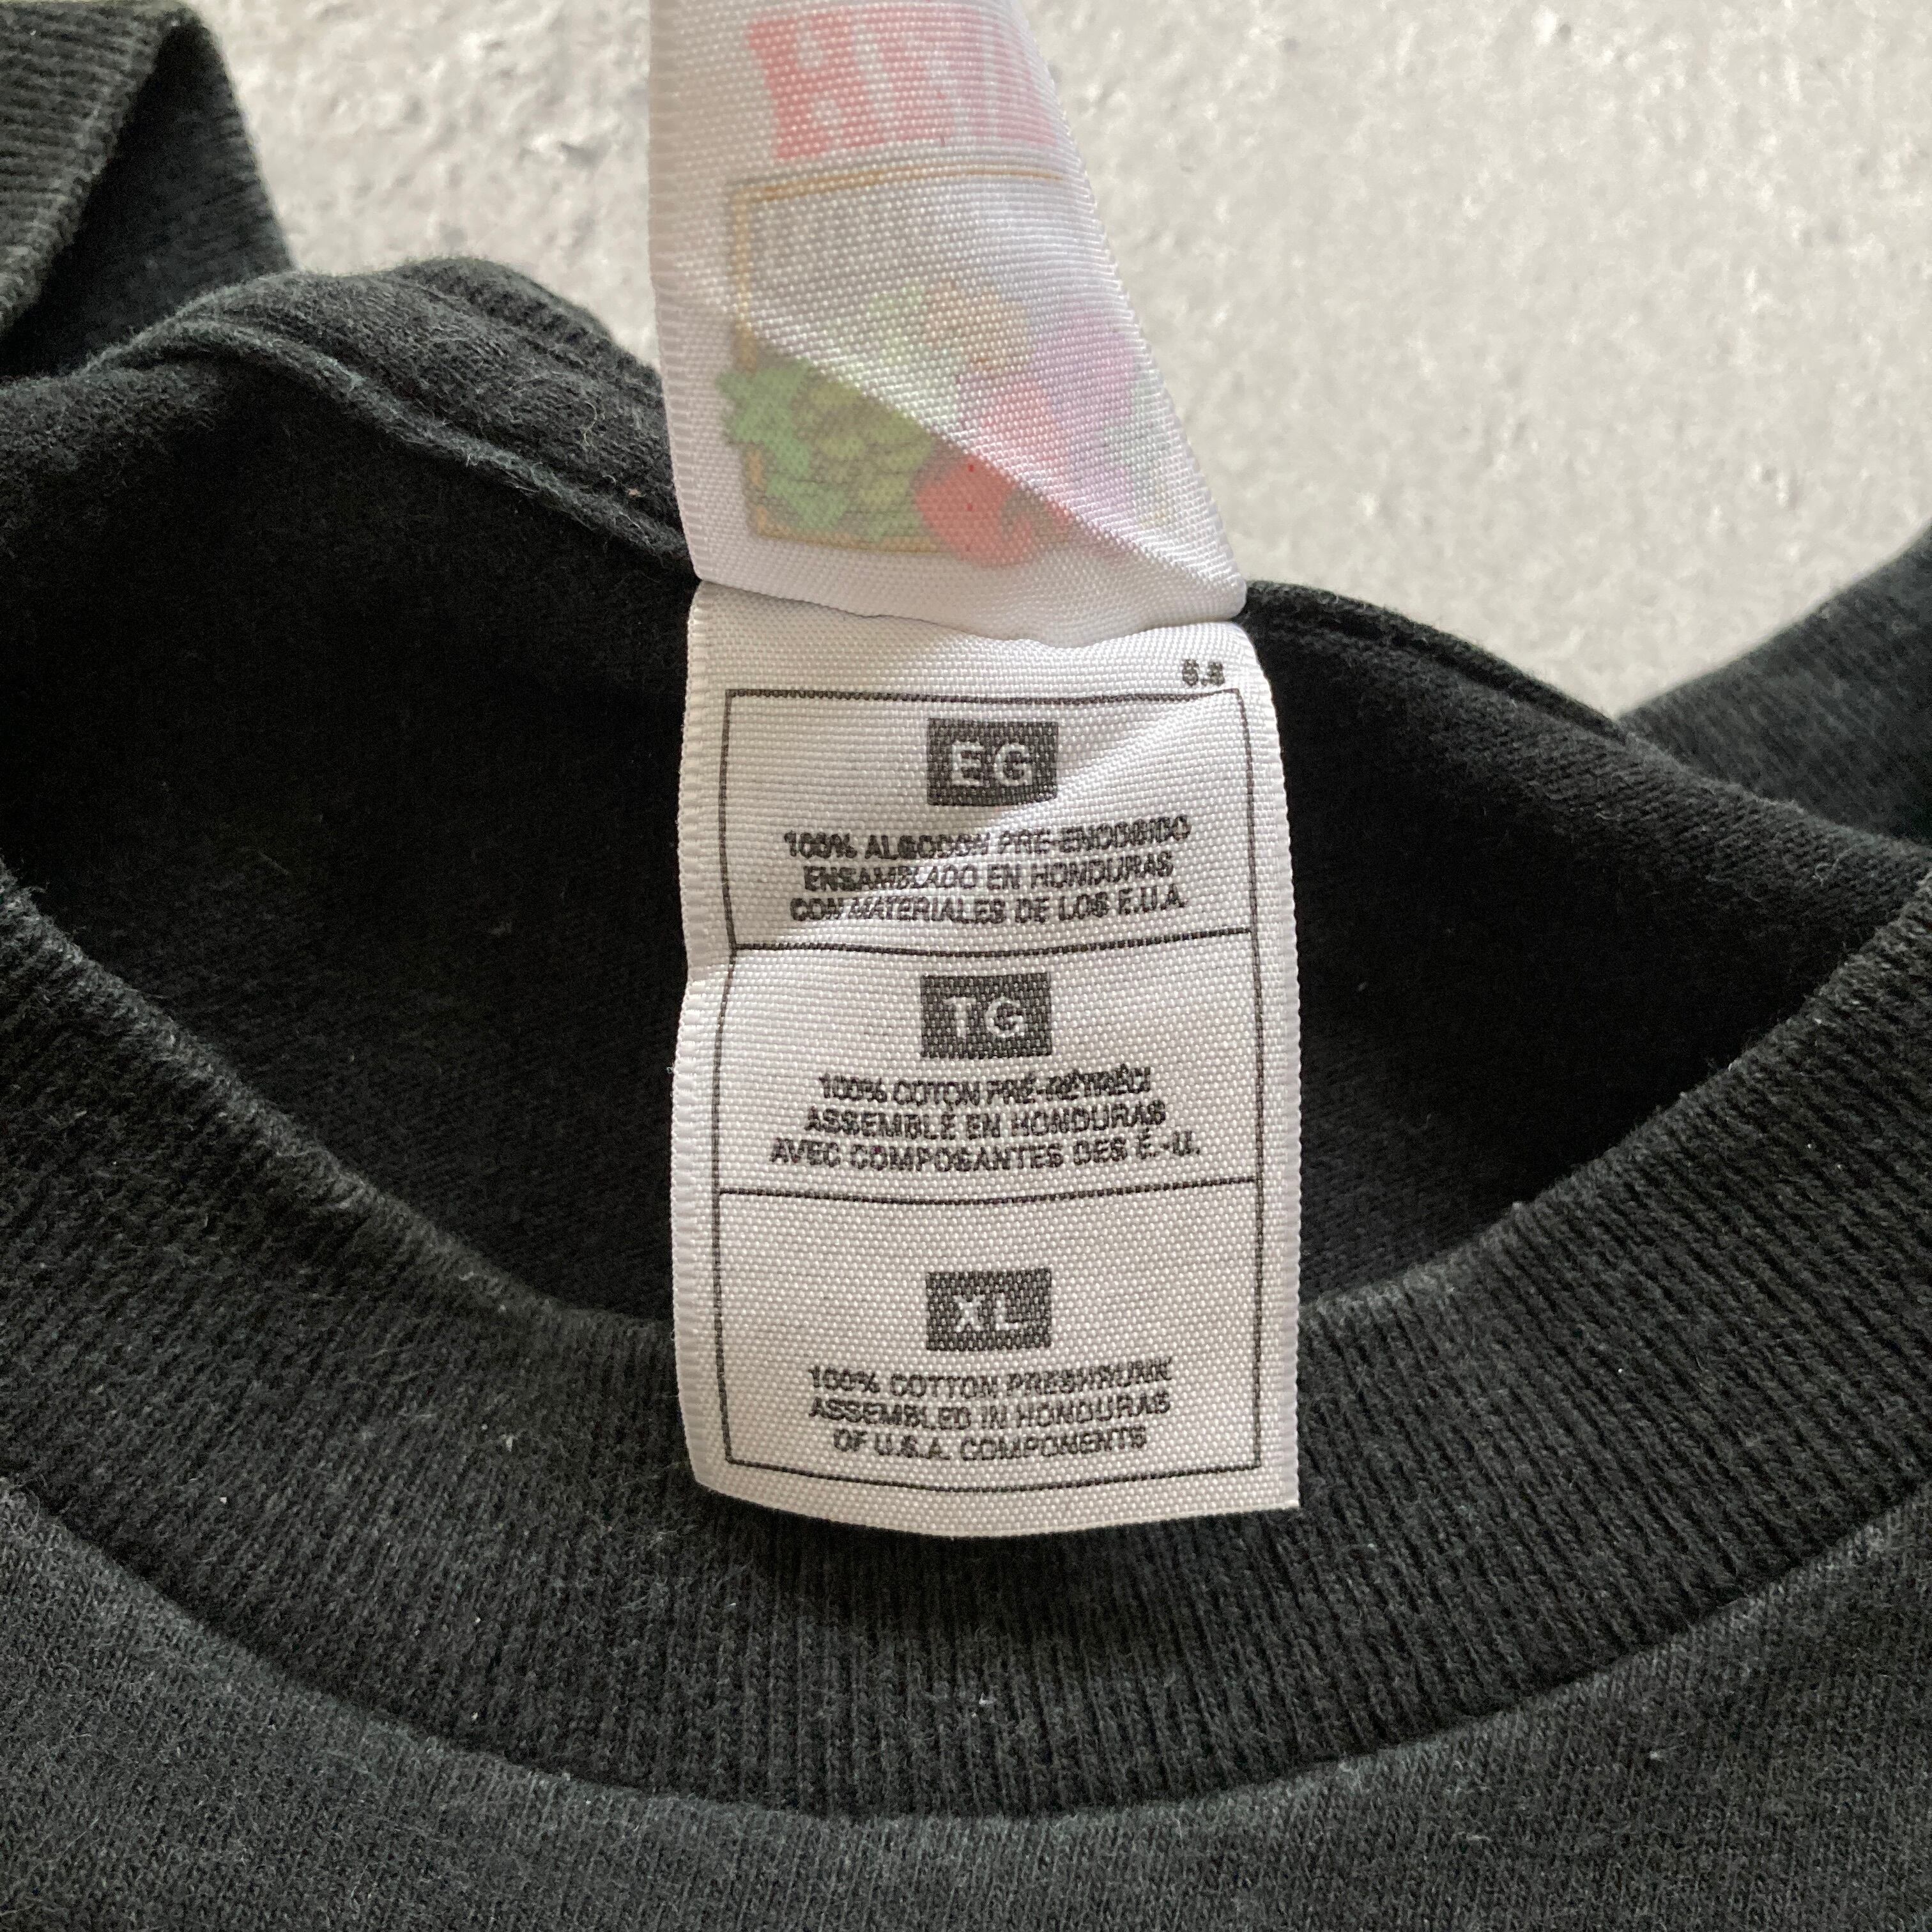 EG
100% ALGODON PRE-ENCOGIDO
ENSAMBLADO EN HONDURAS
CON MATERIALES DE LOS E.U.A.
TG
100% COTON PRÉ-RÉTRÉCI
ASSEMBLÉ EN HONDURAS
AVEC COMPOSANTES DES É.-U.
XL
100% COTTON PRESHRUNK
ASSEMBLED IN HONDURAS
OF U.S.A. COMPONENTS